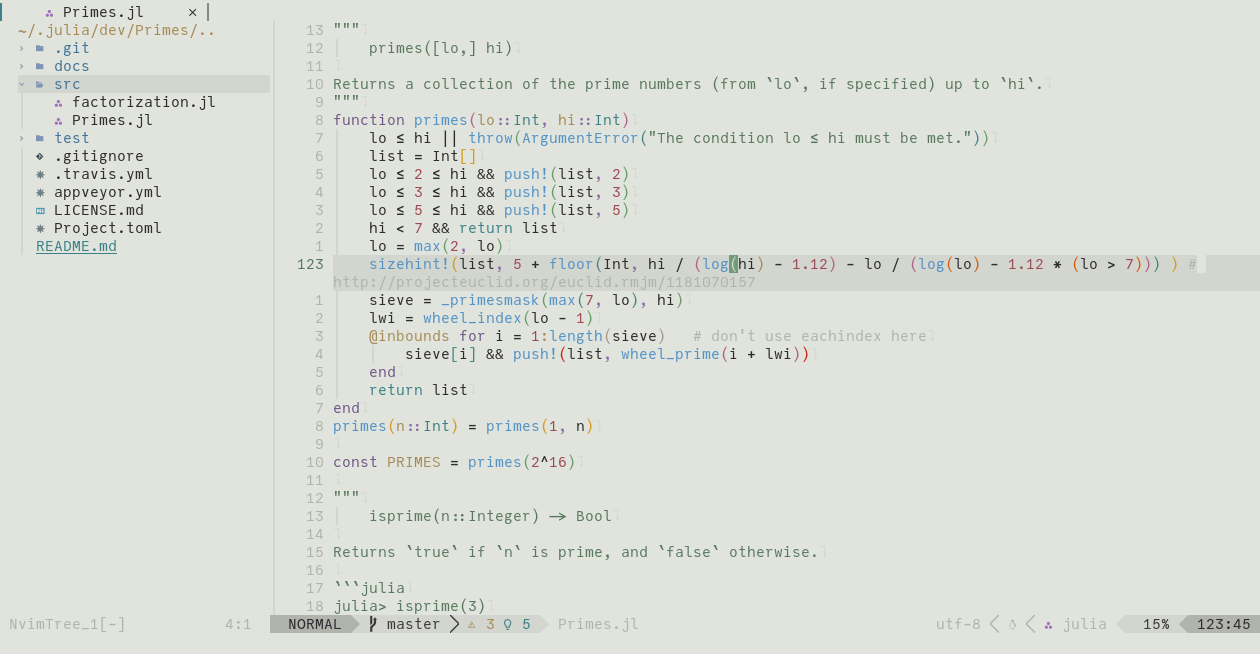 Primes.jl ×
~/.julia/dev/Primes/..
.git
docs
src
factorization.jl
Primes.jl
test
.gitignore
.travis.yml
appveyor.yml
LICENSE.md
Project.toml
README.md
13 """
12 primes([lo,] hi)
11
10 Returns a collection of the prime numbers (from `lo`, if specified) up to `hi`.
9 """
8 function primes(lo::Int, hi::Int)
7 lo ≤ hi || throw(ArgumentError("The condition lo ≤ hi must be met."))
6 list = Int[]
5 lo ≤ 2 ≤ hi && push!(list, 2)
4 lo ≤ 3 ≤ hi && push!(list, 3)
3 lo ≤ 5 ≤ hi && push!(list, 5)
2 hi < 7 && return list
1 lo = max(2, lo)
123 sizehint!(list, 5 + floor(Int, hi / (log(hi) - 1.12) - lo / (log(lo) - 1.12 * (lo > 7))) ) #
http://projecteuclid.org/euclid.rmjm/1181070157
1 sieve = _primesmask(max(7, lo), hi)
2 lwi = wheel_index(lo - 1)
3 @inbounds for i = 1:length(sieve) # don't use eachindex here
4 sieve[i] && push!(list, wheel_prime(i + lwi))
5 end
6 return list
7 end
8 primes(n::Int) = primes(1, n)
9
10 const PRIMES = primes(2^16)
11
12 """
13 isprime(n::Integer) -> Bool
14
15 Returns `true` if `n` is prime, and `false` otherwise.
16
17 ```julia
18 julia> isprime(3)
NvimTree_1[-] 4:1 NORMAL master ⚠ 3 5 Primes.jl utf-8 julia 15% 123:45